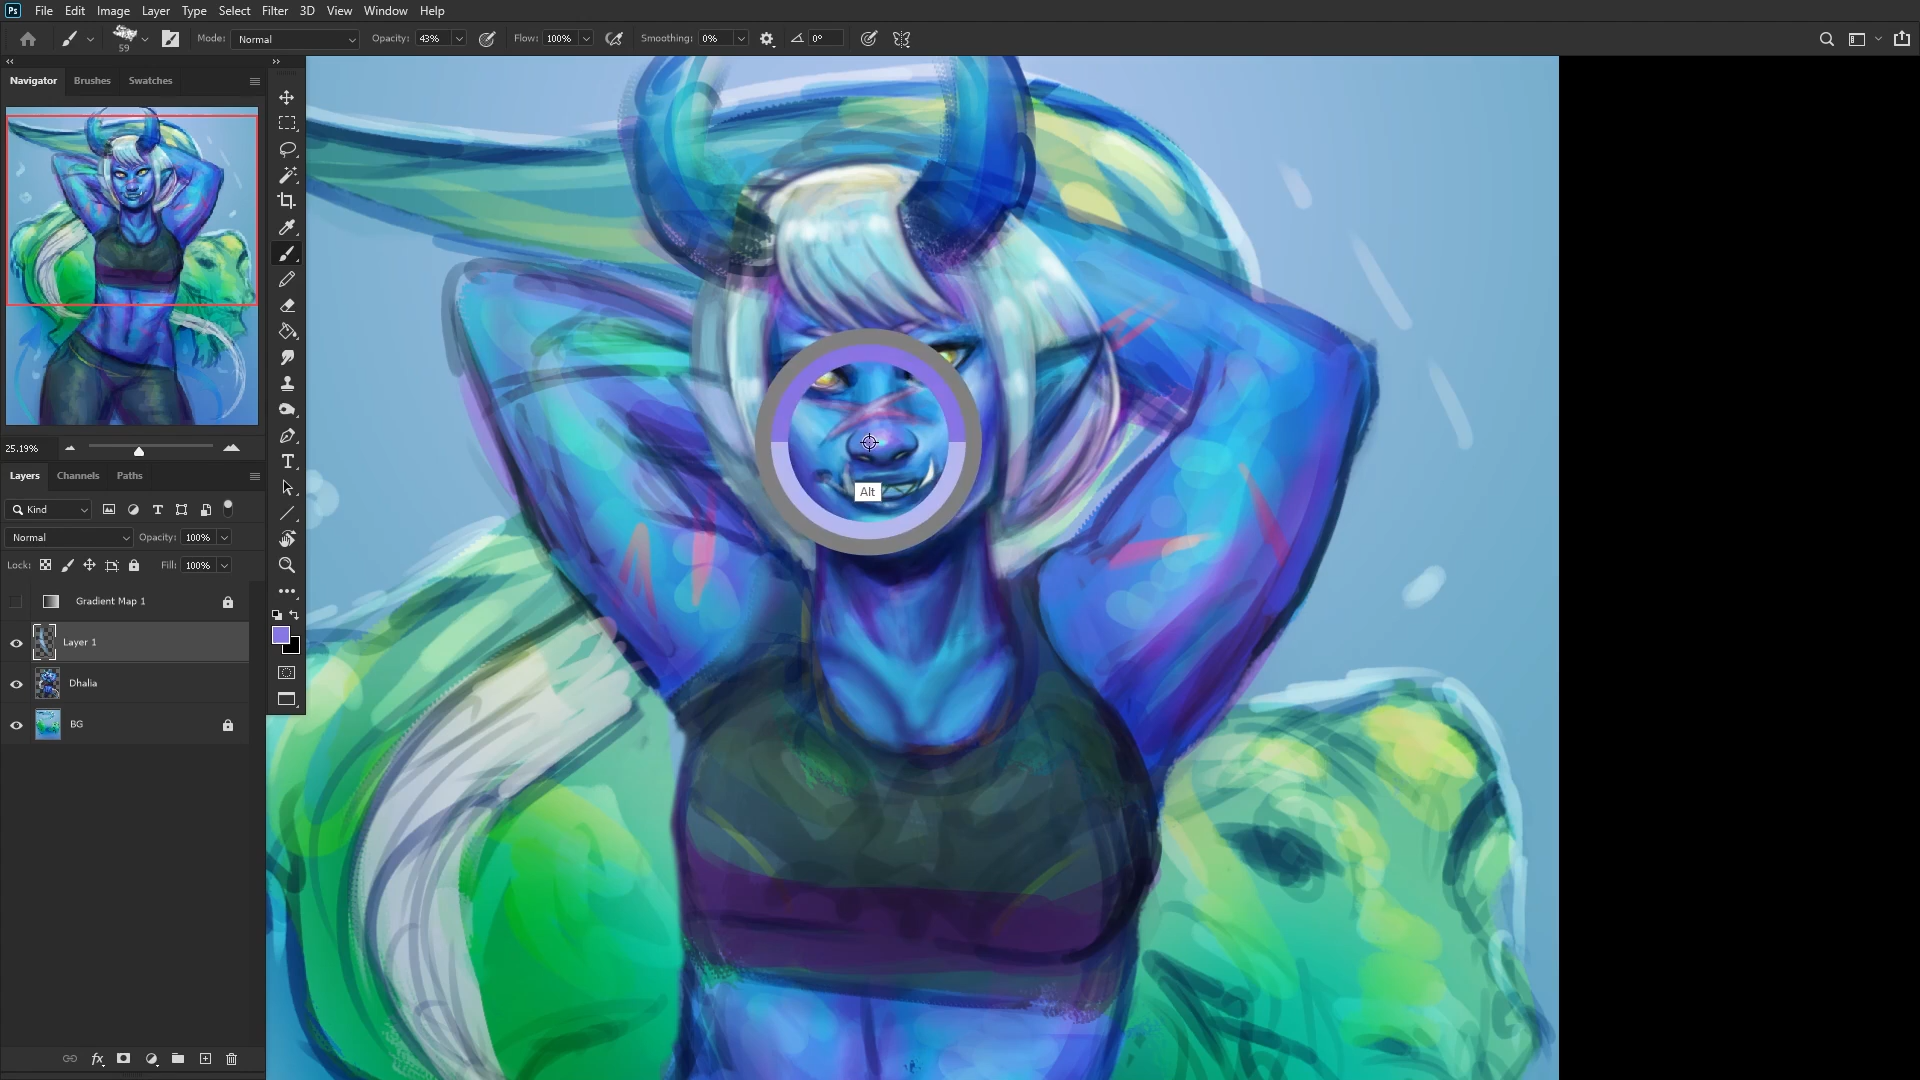 Ps File Edit Image Layer Type Select Filter 3D View Window Help
59 Mode: Normal Opacity: 43% Flow: 100% Smoothing: 0% 0°
Navigator Brushes Swatches
25.19%
Layers Channels Paths
Kind
Normal Opacity: 100%
Lock: Fill: 100%
Gradient Map 1
Layer 1
Dhalia
BG
fx
Alt